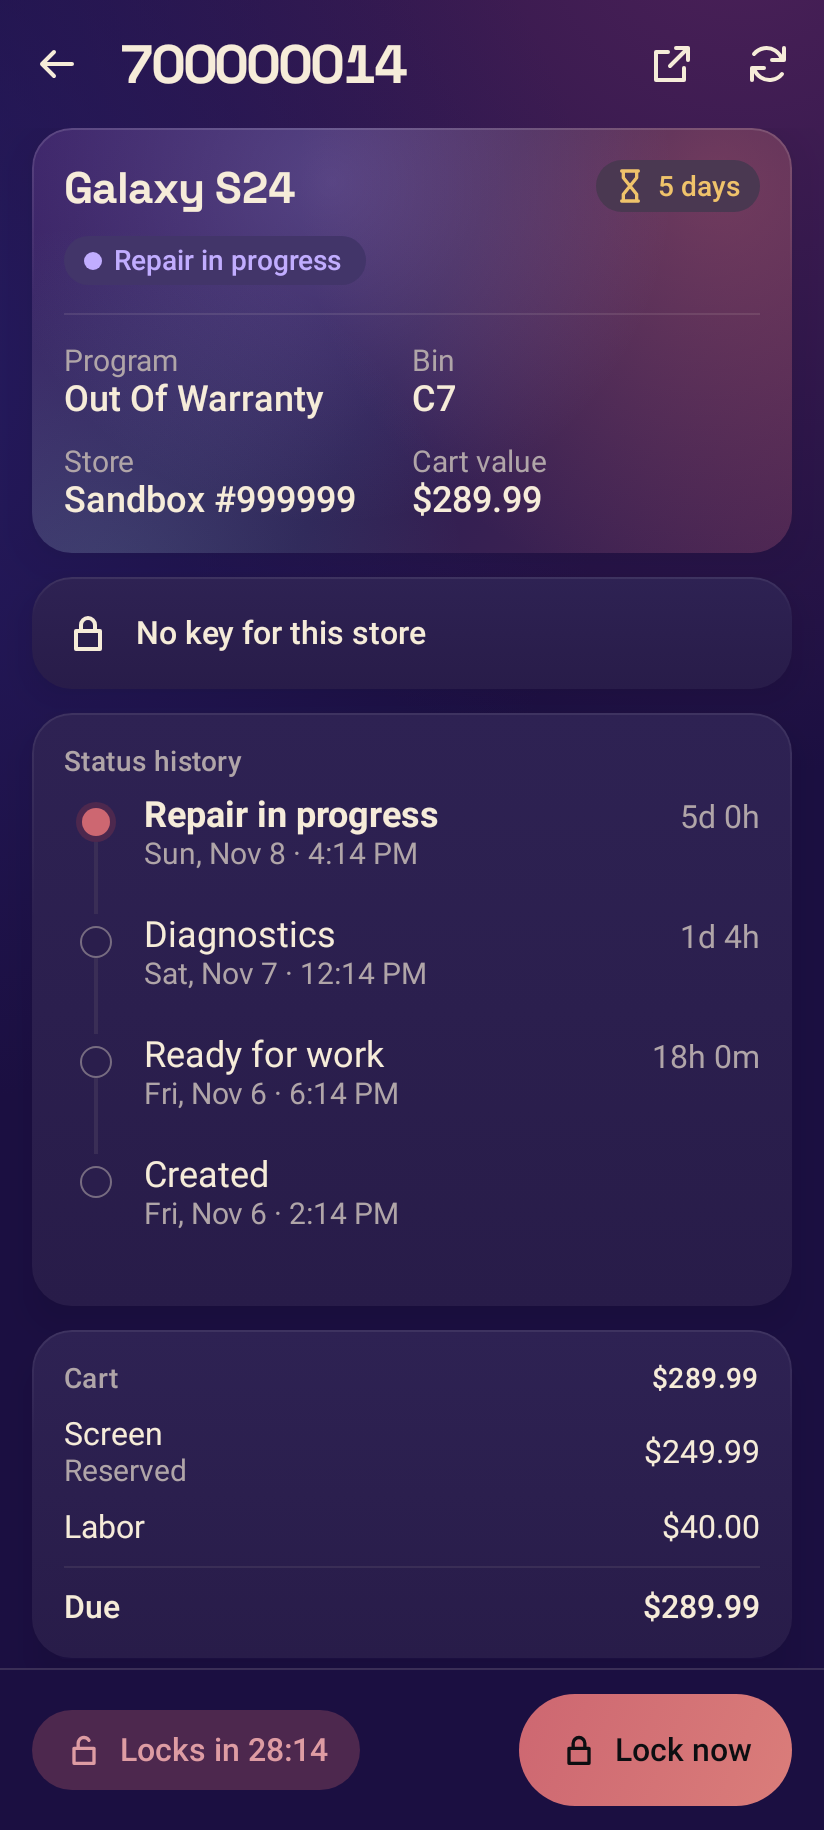 700000014
Galaxy S24
5 days
Repair in progress
Program
Bin
Out Of Warranty
C7
Store
Cart value
Sandbox #999999
$289.99
No key for this store
Status history
Repair in progress
5d 0h
Sun, Nov 8 · 4:14 PM
Diagnostics
1d 4h
Sat, Nov 7 · 12:14 PM
Ready for work
18h 0m
Fri, Nov 6 · 6:14 PM
Created
Fri, Nov 6 · 2:14 PM
Cart
$289.99
Screen
Reserved
$249.99
Labor
$40.00
Due
$289.99
Locks in 28:14
Lock now